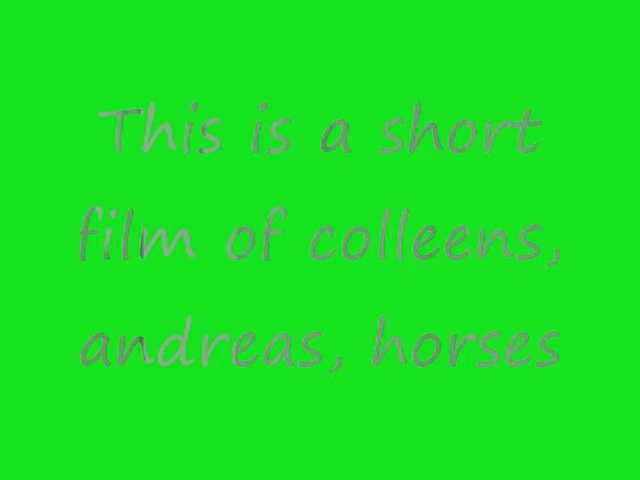 This is a short
film of colleens,
andreas, horses